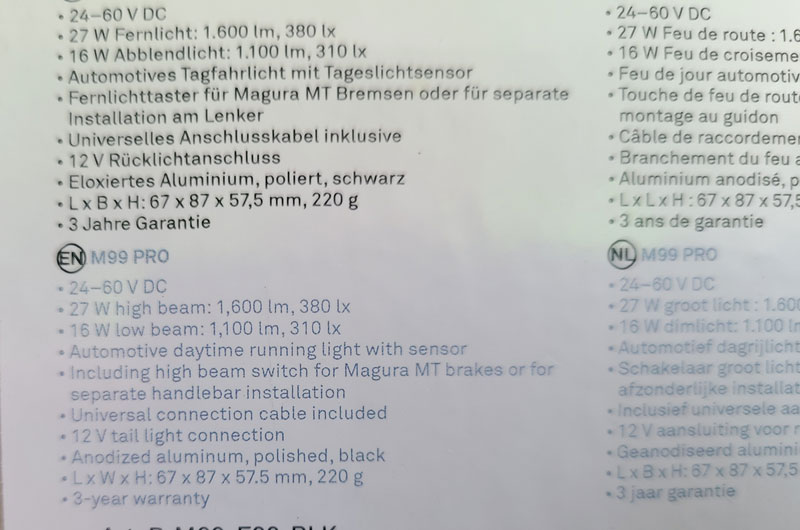 • 24–60 V DC
• 27 W Fernlicht: 1.600 lm, 380 lx
• 16 W Abblendlicht: 1.100 lm, 310 lx
• Automotives Tagfahrlicht mit Tageslichtsensor
• Fernlichttaster für Magura MT Bremsen oder für separate
Installation am Lenker
• Universelles Anschlusskabel inklusive
• 12 V Rücklichtanschluss
• Eloxiertes Aluminium, poliert, schwarz
• L x B x H: 67 x 87 x 57,5 mm, 220 g
• 3 Jahre Garantie
EN M99 PRO
• 24–60 V DC
• 27 W high beam: 1,600 lm, 380 lx
• 16 W low beam: 1,100 lm, 310 lx
• Automotive daytime running light with sensor
• Including high beam switch for Magura MT brakes or for
separate handlebar installation
• Universal connection cable included
• 12 V tail light connection
• Anodized aluminum, polished, black
• L x W x H: 67 x 87 x 57.5 mm, 220 g
• 3-year warranty
• 24–60 V DC
• 27 W Feu de route : 1.6
• 16 W Feu de croiseme
• Feu de jour automotiv
• Touche de feu de rout
montage au guidon
• Câble de raccordeme
• Branchement du feu a
• Aluminium anodisé, p
• L x L x H : 67 x 87 x 57,5
• 3 ans de garantie
NL M99 PRO
• 24–60 V DC
• 27 W groot licht : 1.600
• 16 W dimlicht: 1.100 lm
• Automotief dagrijlicht
• Schakelaar groot licht
afzonderlijke installat
• Inclusief universele aa
• 12 V aansluiting voor
• Geanodiseerd alumini
• L x B x H: 67 x 87 x 57,5
• 3 jaar garantie